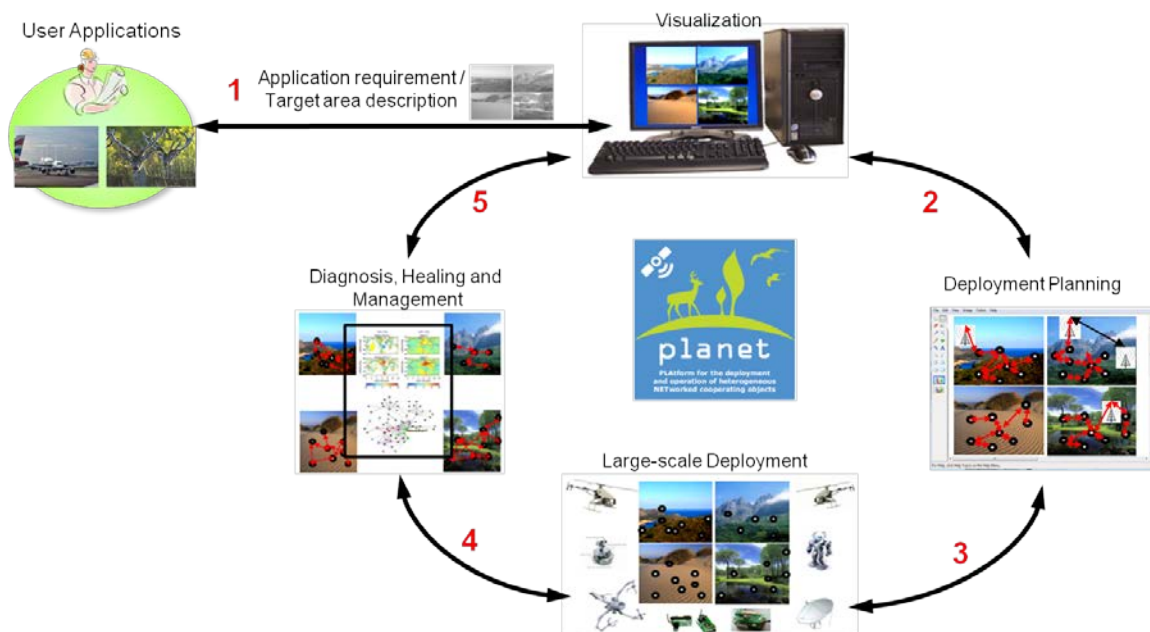 Visualization
User Applications
1
Application requirement /
Target area description
5
2
Diagnosis, Healing and
Management
Deployment Planning
planet
PLAtform for the deployment
and operation of heterogeneous
NETworked cooperating objects
Large-scale Deployment
4
3